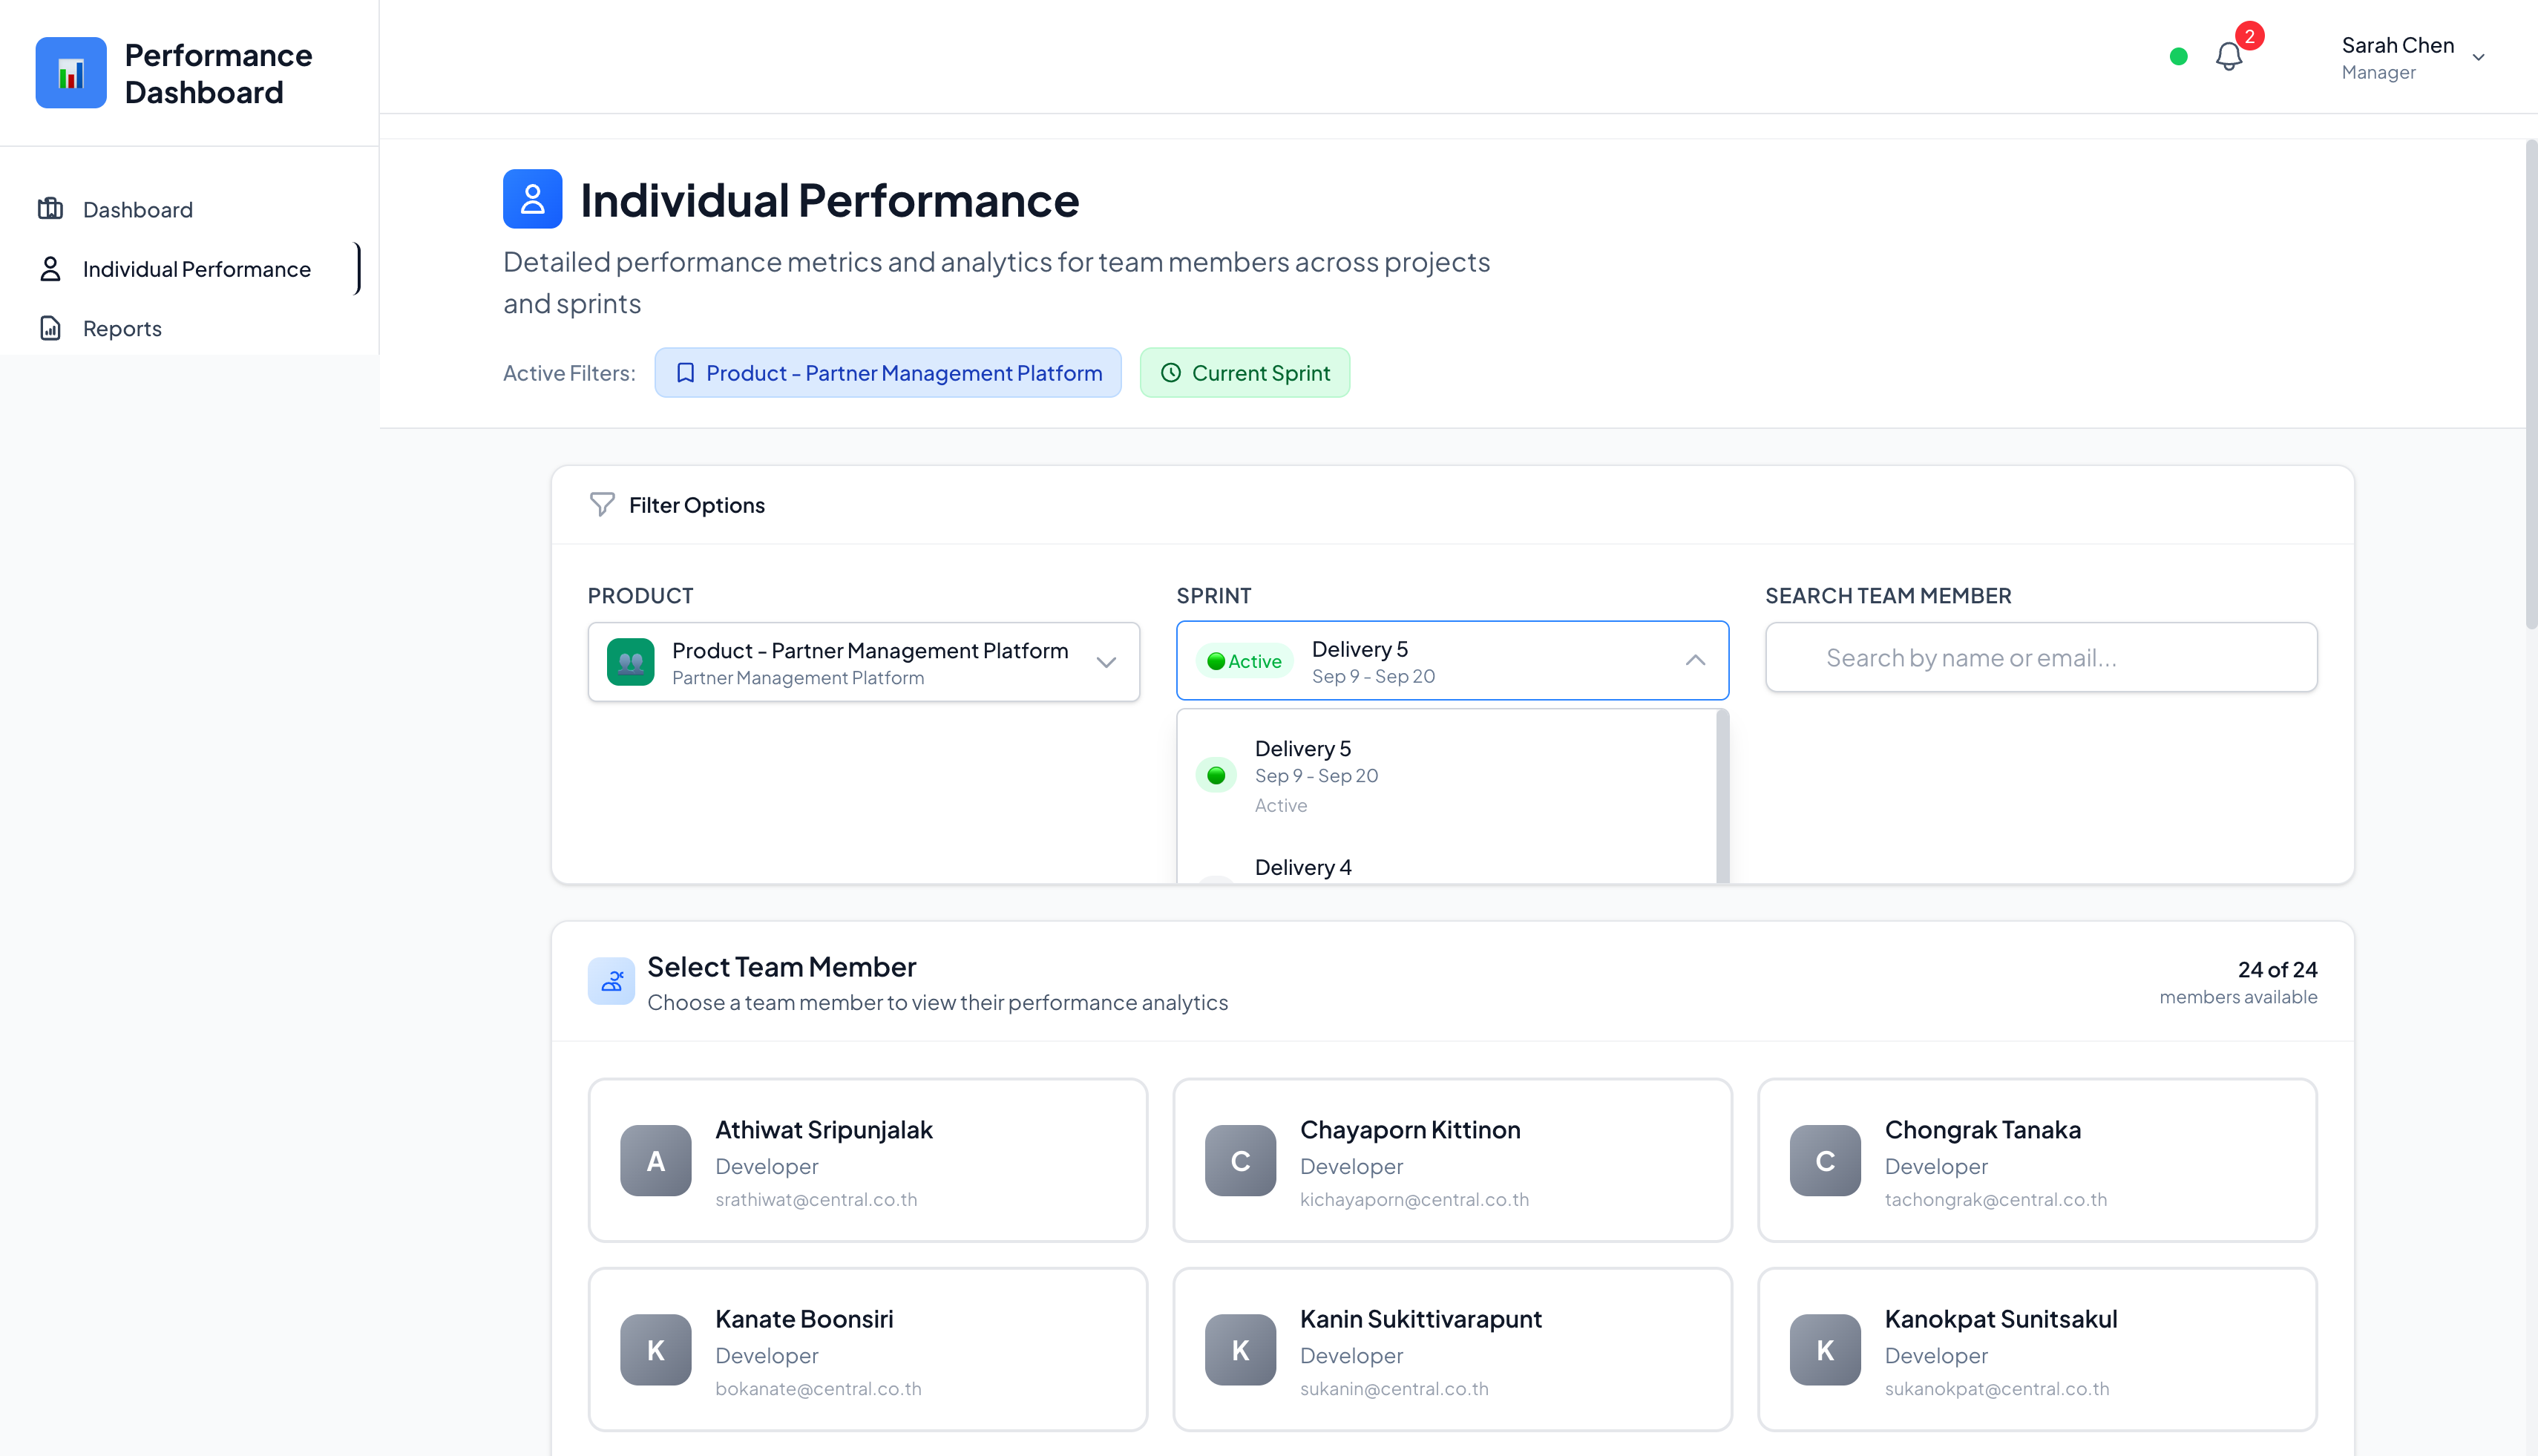 Performance
Dashboard
2
Sarah Chen
Manager
Dashboard
Individual Performance
Reports
Individual Performance
Detailed performance metrics and analytics for team members across projects
and sprints
Active Filters:
Product - Partner Management Platform
Current Sprint
Filter Options
PRODUCT
Product - Partner Management Platform
Partner Management Platform
SPRINT
Active
Delivery 5
Sep 9 - Sep 20
Delivery 5
Sep 9 - Sep 20
Active
Delivery 4
SEARCH TEAM MEMBER
Search by name or email...
Select Team Member
Choose a team member to view their performance analytics
24 of 24
members available
A
Athiwat Sripunjalak
Developer
srathiwat@central.co.th
C
Chayaporn Kittinon
Developer
kichayaporn@central.co.th
C
Chongrak Tanaka
Developer
tachongrak@central.co.th
K
Kanate Boonsiri
Developer
bokanate@central.co.th
K
Kanin Sukittivarapunt
Developer
sukanin@central.co.th
K
Kanokpat Sunitsakul
Developer
sukanokpat@central.co.th